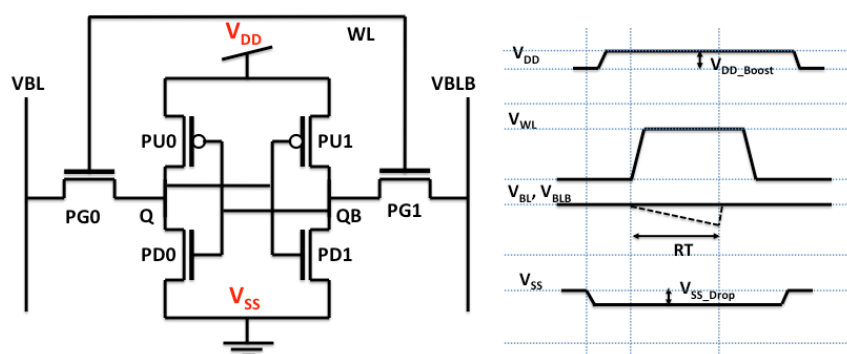 VDD
WL
VBL
VBLB
PU0
PU1
PG0
Q
QB
PG1
PD0
PD1
VSS
VDD
VDD_Boost
VWL
VBL, VBLB
RT
VSS
VSS_Drop